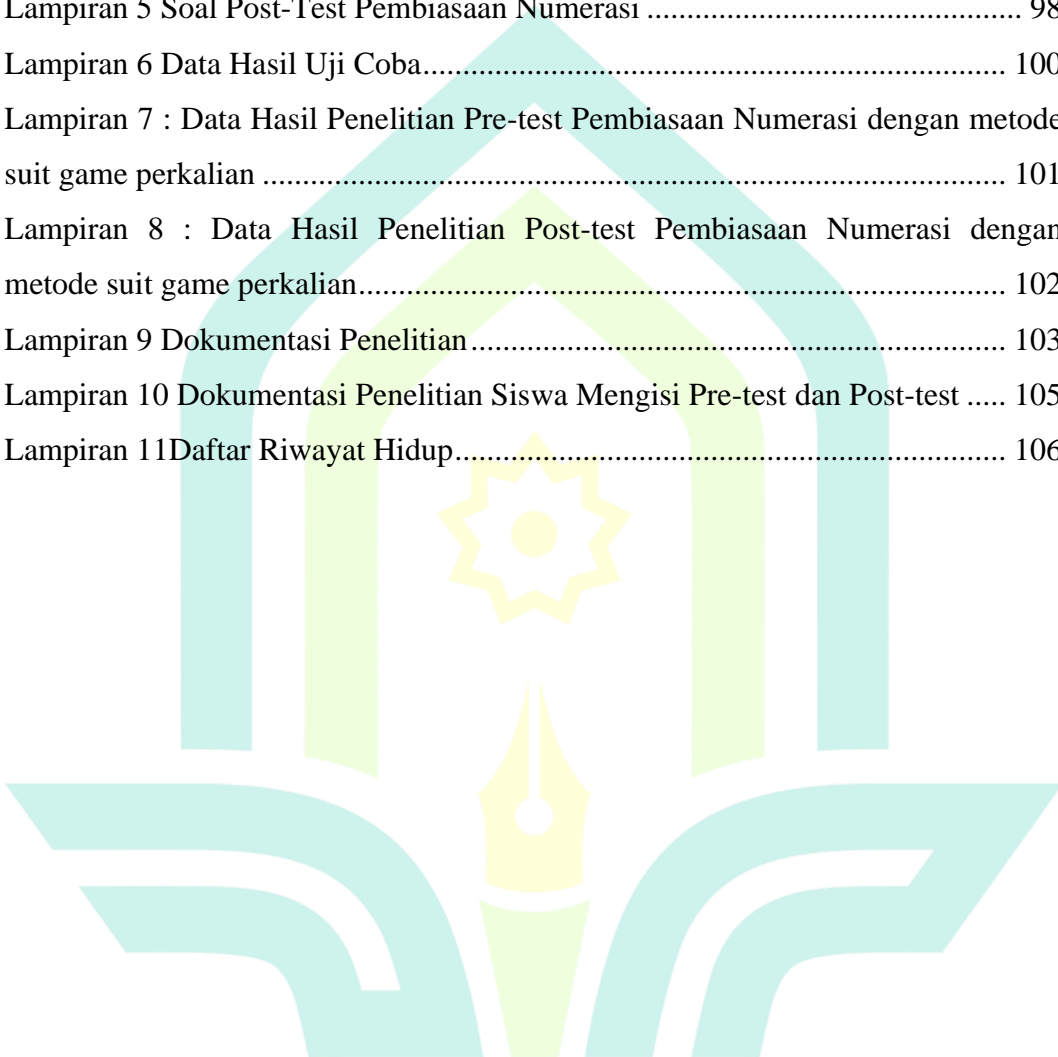 Lampiran 5 Soal Post-Test Pembiasaan Numerasi ..................................... 98
Lampiran 6 Data Hasil Uji Coba.......................................................... 100
Lampiran 7 : Data Hasil Penelitian Pre-test Pembiasaan Numerasi dengan metode
suit game perkalian .......................................................................... 101
Lampiran 8 : Data Hasil Penelitian Post-test Pembiasaan Numerasi dengan
metode suit game perkalian................................................................. 102
Lampiran 9 Dokumentasi Penelitian ..................................................... 103
Lampiran 10 Dokumentasi Penelitian Siswa Mengisi Pre-test dan Post-test ..... 105
Lampiran 11Daftar Riwayat Hidup....................................................... 106